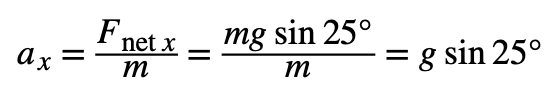 a_x = F_net x / m = mg sin 25° / m = g sin 25°